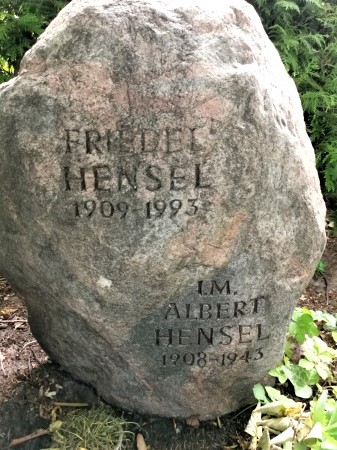 FRIEDEL
HENSEL
1909-1993
I.M.
ALBERT
HENSEL
1908-1943